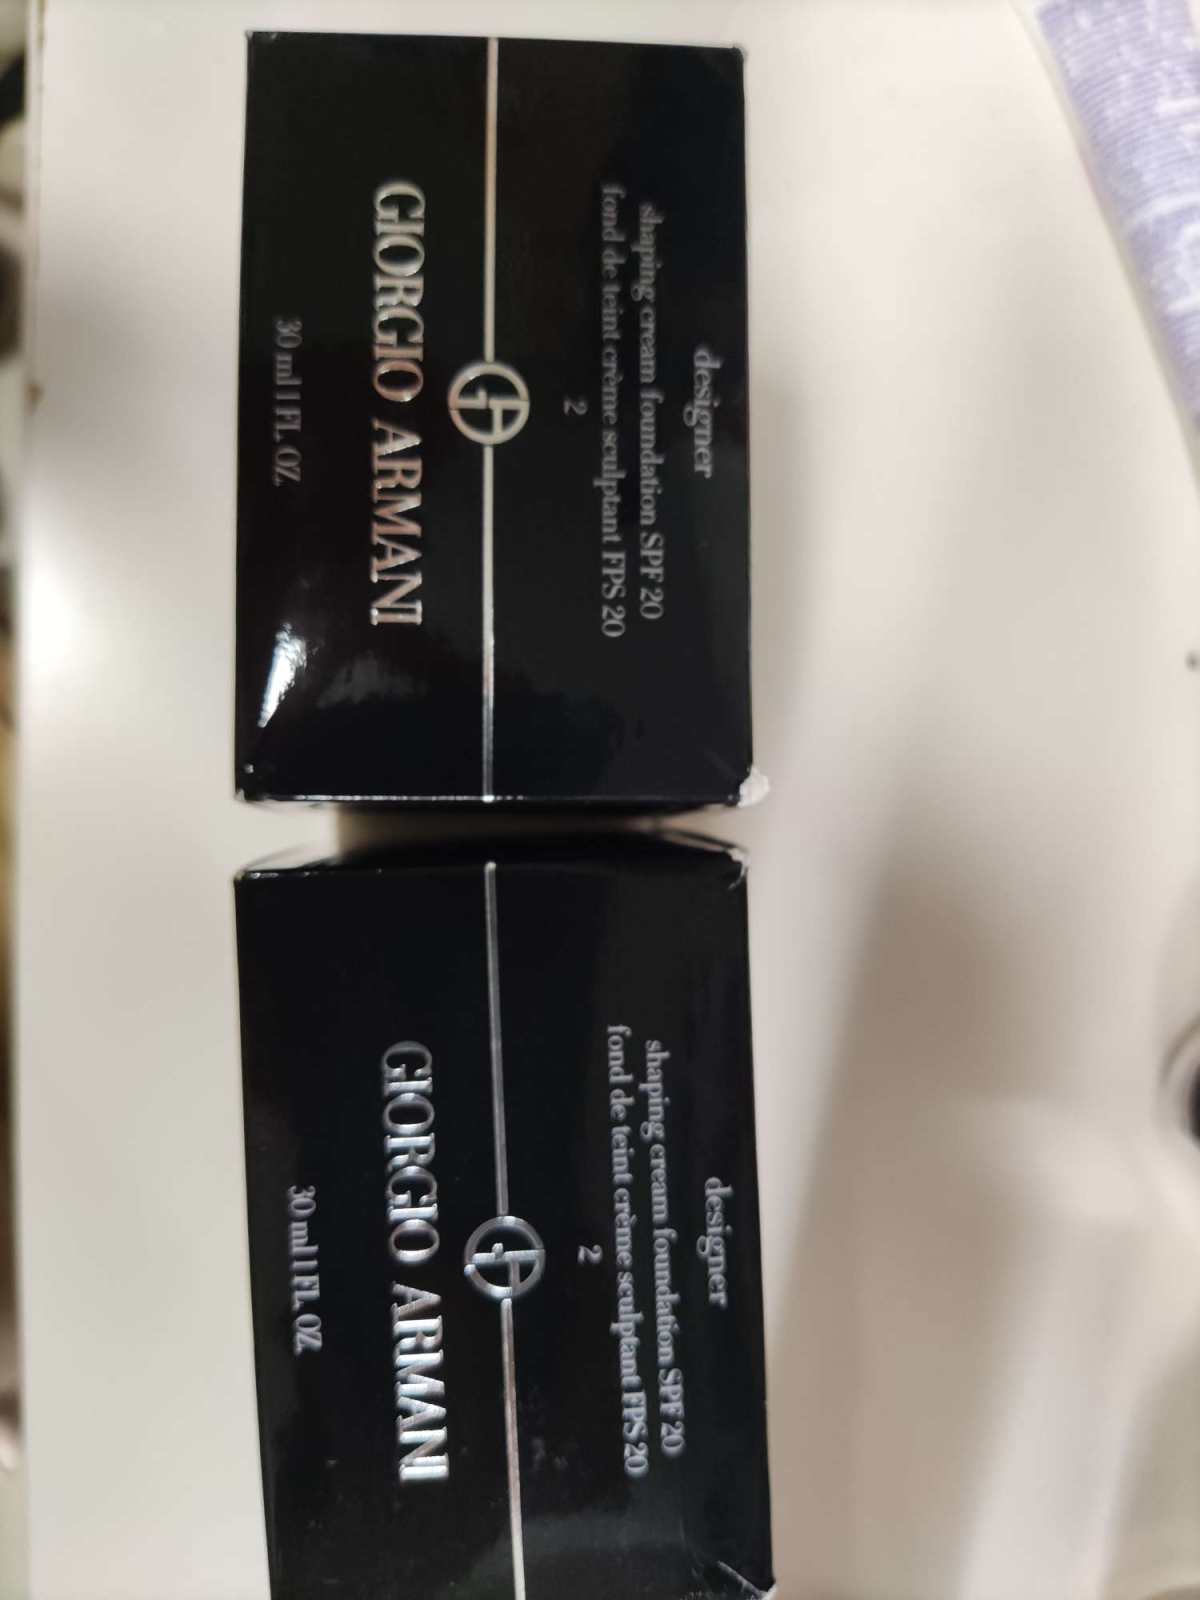 designer
shaping cream foundation SPF 20
fond de teint crème sculptant FPS 20
2
GIORGIO ARMANI
30 ml 1 FL. OZ.
designer
shaping cream foundation SPF 20
fond de teint crème sculptant FPS 20
2
GIORGIO ARMANI
30 ml 1 FL. OZ.